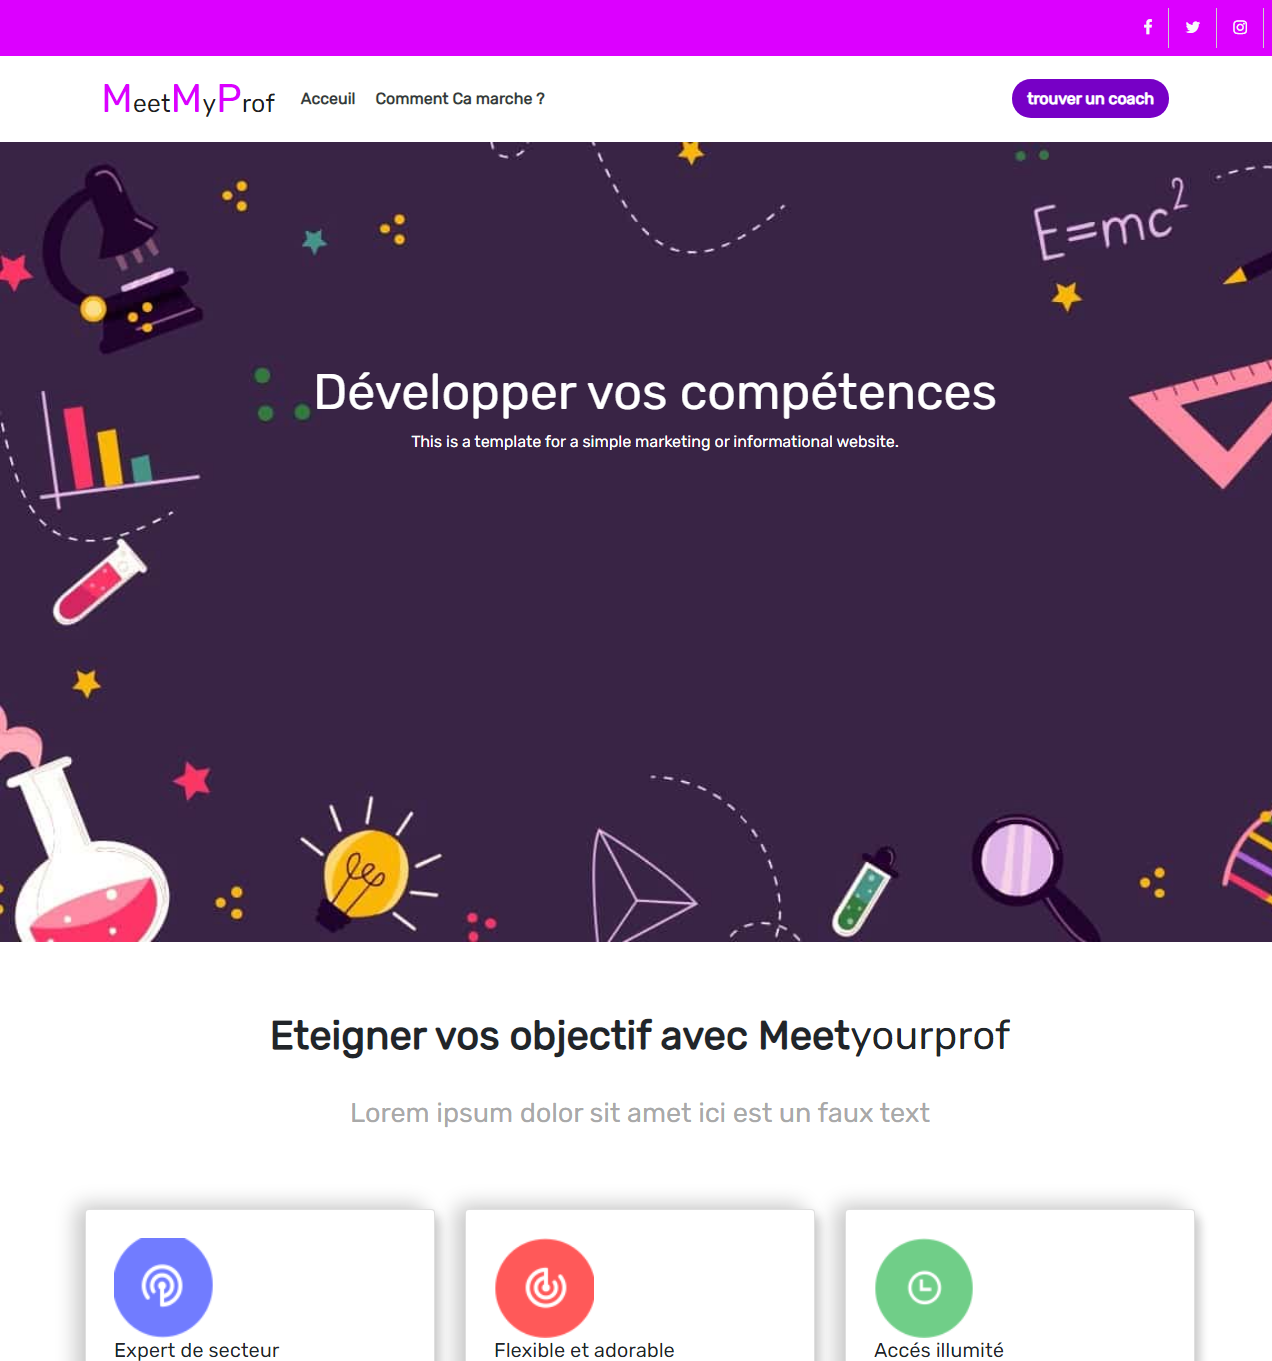 MeetMyProf Acceuil Comment Ca marche ? trouver un coach
E=mc²
Développer vos compétences
This is a template for a simple marketing or informational website.
Eteigner vos objectif avec Meetyourprof
Lorem ipsum dolor sit amet ici est un faux text
Expert de secteur Flexible et adorable Accés illumité